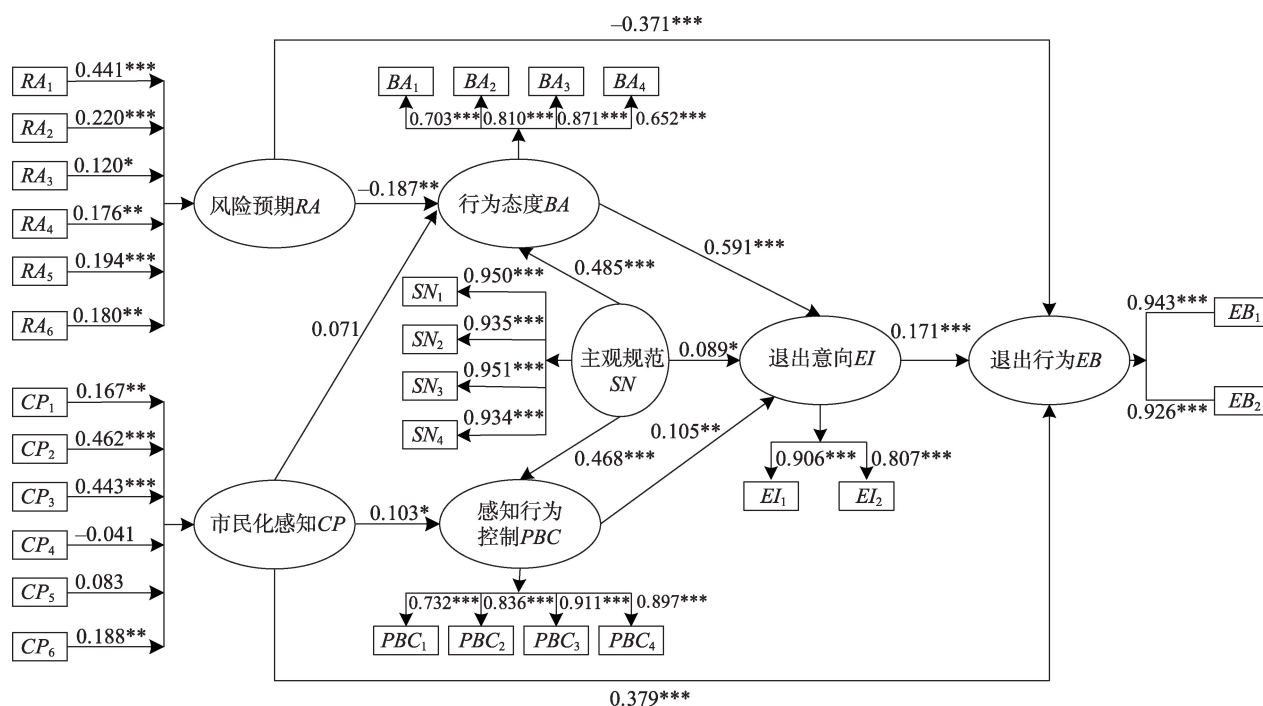 −0.371***
RA₁ 0.441***
RA₂ 0.220***
RA₃ 0.120*
RA₄ 0.176**
RA₅ 0.194***
RA₆ 0.180**
BA₁ BA₂ BA₃ BA₄
0.703*** 0.810*** 0.871*** 0.652***
风险预期RA
−0.187**
行为态度BA
0.591***
0.485***
SN₁ 0.950***
SN₂ 0.935***
SN₃ 0.951***
SN₄ 0.934***
0.071
主观规范
SN
0.089*
退出意向EI
0.171***
退出行为EB
0.943*** EB₁
0.926*** EB₂
CP₁ 0.167**
CP₂ 0.462***
CP₃ 0.443***
CP₄ −0.041
CP₅ 0.083
CP₆ 0.188**
0.105**
0.468***
0.906*** 0.807***
EI₁ EI₂
市民化感知CP
0.103*
感知行为
控制PBC
0.732*** 0.836*** 0.911*** 0.897***
PBC₁ PBC₂ PBC₃ PBC₄
0.379***